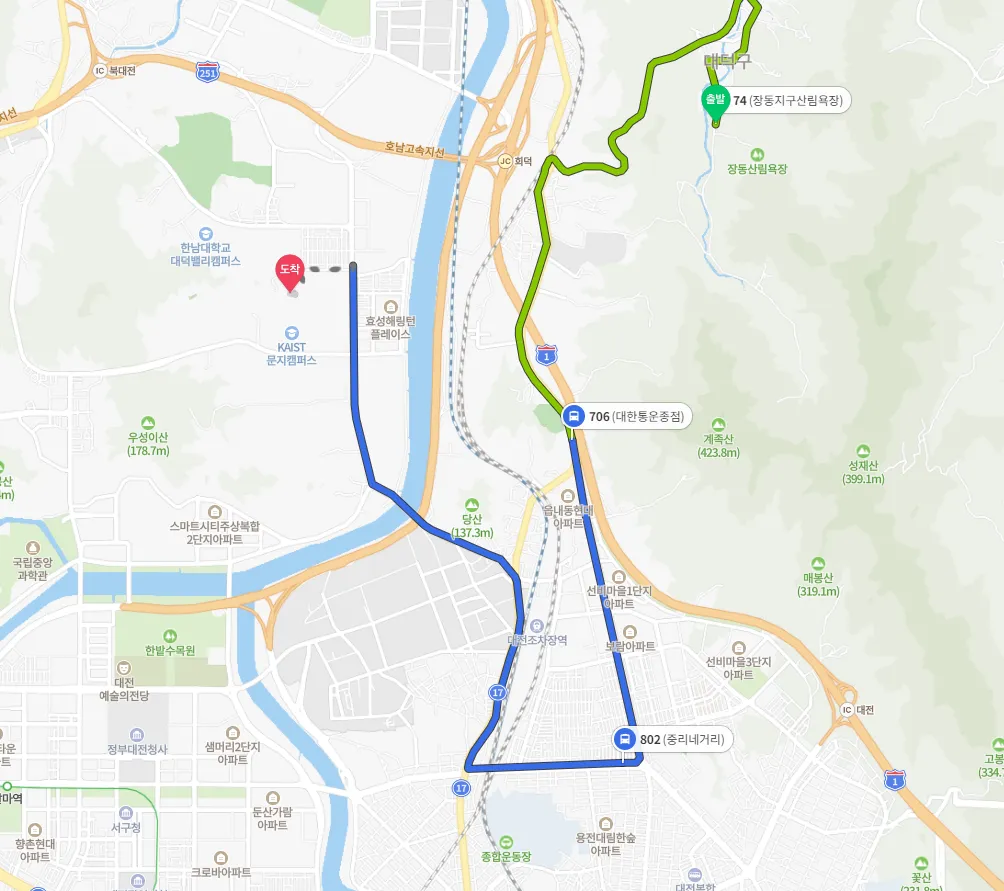 IC 북대전
251
호남고속지선
JC 회덕
대덕구
출발
74 (장동지구산림욕장)
장동산림욕장
한남대학교
대덕밸리캠퍼스
도착
효성해링턴
플레이스
KAIST
문지캠퍼스
1
706 (대한통운종점)
우성이산
(178.7m)
계족산
(423.8m)
성재산
(399.1m)
스마트시티주상복합
2단지아파트
당산
(137.3m)
읍내동현대
아파트
국립중앙
과학관
선비마을1단지
아파트
매봉산
(319.1m)
한밭수목원
대전조차장역
보람아파트
선비마을3단지
아파트
대전
예술의전당
17
IC 대전
정부대전청사
샘머리2단지
아파트
802 (중리네거리)
17
1
고봉
(334.7
둔산가람
아파트
서구청
향촌현대
아파트
크로바아파트
종합운동장
용전대림한숲
아파트
대전복합
꽃산
(231.8m)